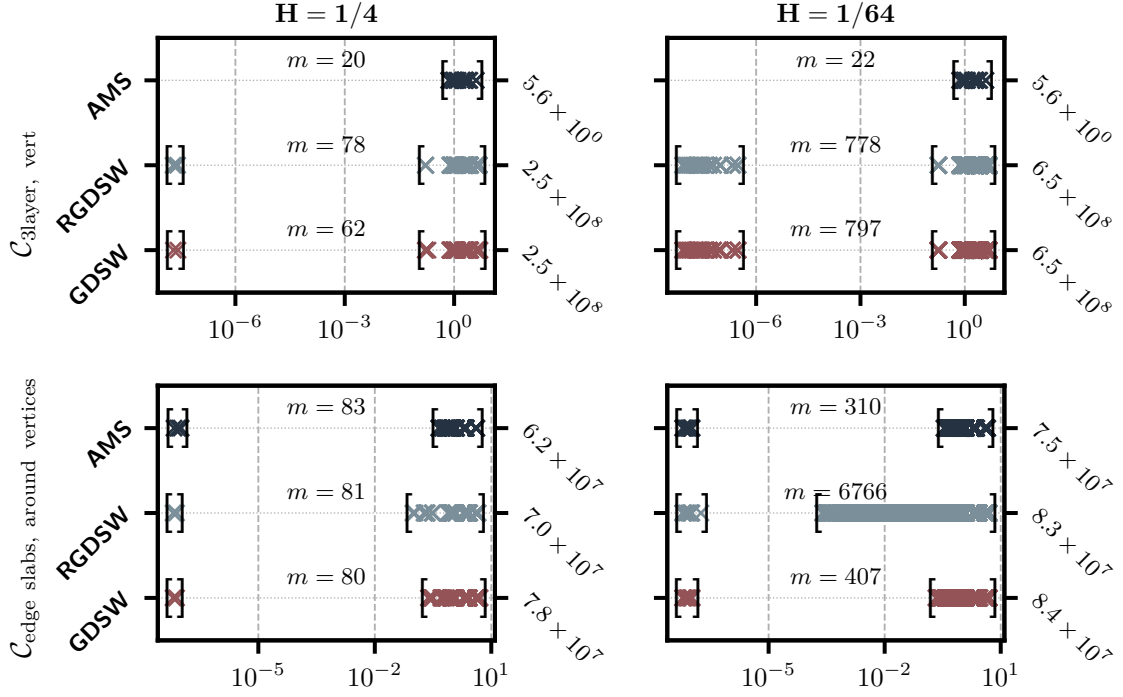 H = 1/4
H = 1/64
C_3layer, vert
AMS
m = 20
5.6 × 10^0
RGDSW
m = 78
2.5 × 10^8
GDSW
m = 62
2.5 × 10^8
10^-6 10^-3 10^0
m = 22
5.6 × 10^0
m = 778
6.5 × 10^8
m = 797
6.5 × 10^8
10^-6 10^-3 10^0
C_edge slabs, around vertices
AMS
m = 83
6.2 × 10^7
RGDSW
m = 81
7.0 × 10^7
GDSW
m = 80
7.8 × 10^7
10^-5 10^-2 10^1
m = 310
7.5 × 10^7
m = 6766
8.3 × 10^7
m = 407
8.4 × 10^7
10^-5 10^-2 10^1